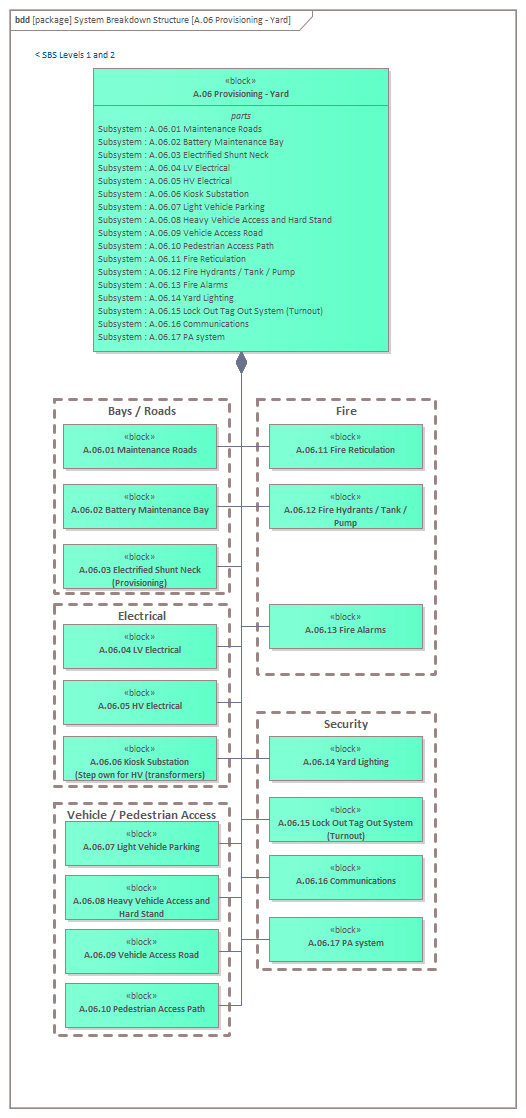 bdd [package] System Breakdown Structure [A.06 Provisioning - Yard]
< SBS Levels 1 and 2
«block»
A.06 Provisioning - Yard
parts
Subsystem : A.06.01 Maintenance Roads
Subsystem : A.06.02 Battery Maintenance Bay
Subsystem : A.06.03 Electrified Shunt Neck
Subsystem : A.06.04 LV Electrical
Subsystem : A.06.05 HV Electrical
Subsystem : A.06.06 Kiosk Substation
Subsystem : A.06.07 Light Vehicle Parking
Subsystem : A.06.08 Heavy Vehicle Access and Hard Stand
Subsystem : A.06.09 Vehicle Access Road
Subsystem : A.06.10 Pedestrian Access Path
Subsystem : A.06.11 Fire Reticulation
Subsystem : A.06.12 Fire Hydrants / Tank / Pump
Subsystem : A.06.13 Fire Alarms
Subsystem : A.06.14 Yard Lighting
Subsystem : A.06.15 Lock Out Tag Out System (Turnout)
Subsystem : A.06.16 Communications
Subsystem : A.06.17 PA system
Bays / Roads
«block»
A.06.01 Maintenance Roads
«block»
A.06.02 Battery Maintenance Bay
«block»
A.06.03 Electrified Shunt Neck
(Provisioning)
Electrical
«block»
A.06.04 LV Electrical
«block»
A.06.05 HV Electrical
«block»
A.06.06 Kiosk Substation
(Step own for HV (transformers)
Vehicle / Pedestrian Access
«block»
A.06.07 Light Vehicle Parking
«block»
A.06.08 Heavy Vehicle Access and
Hard Stand
«block»
A.06.09 Vehicle Access Road
«block»
A.06.10 Pedestrian Access Path
Fire
«block»
A.06.11 Fire Reticulation
«block»
A.06.12 Fire Hydrants / Tank /
Pump
«block»
A.06.13 Fire Alarms
Security
«block»
A.06.14 Yard Lighting
«block»
A.06.15 Lock Out Tag Out System
(Turnout)
«block»
A.06.16 Communications
«block»
A.06.17 PA system